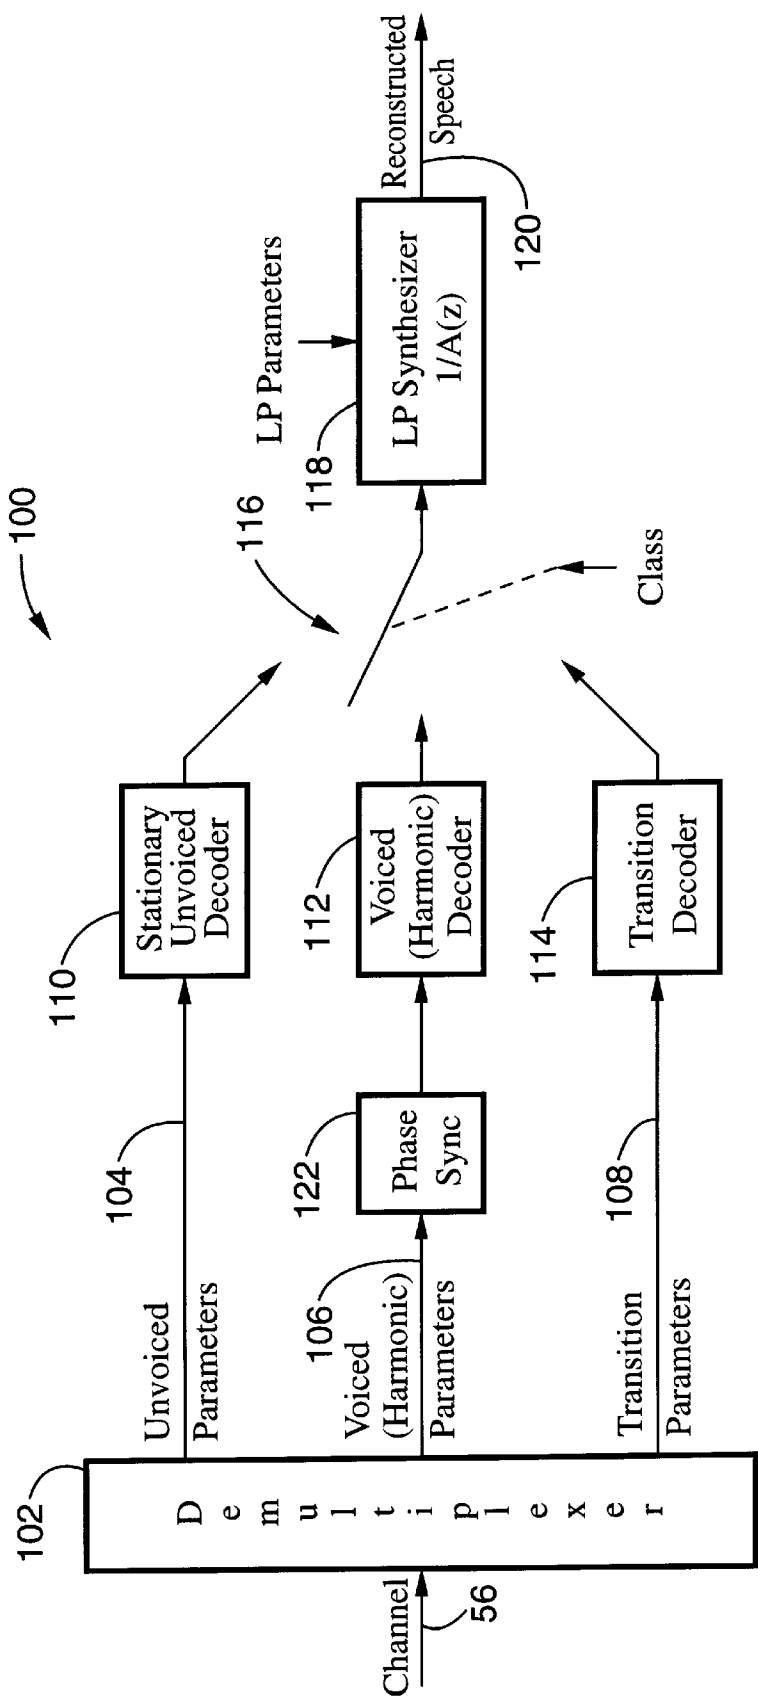 100
Channel
56
102
Demultiplexer
Unvoiced
Parameters
104
110
Stationary
Unvoiced
Decoder
Voiced
(Harmonic)
Parameters
106
122
Phase
Sync
112
Voiced
(Harmonic)
Decoder
Transition
Parameters
108
114
Transition
Decoder
116
Class
LP Parameters
118
LP Synthesizer
1/A(z)
Reconstructed
Speech
120